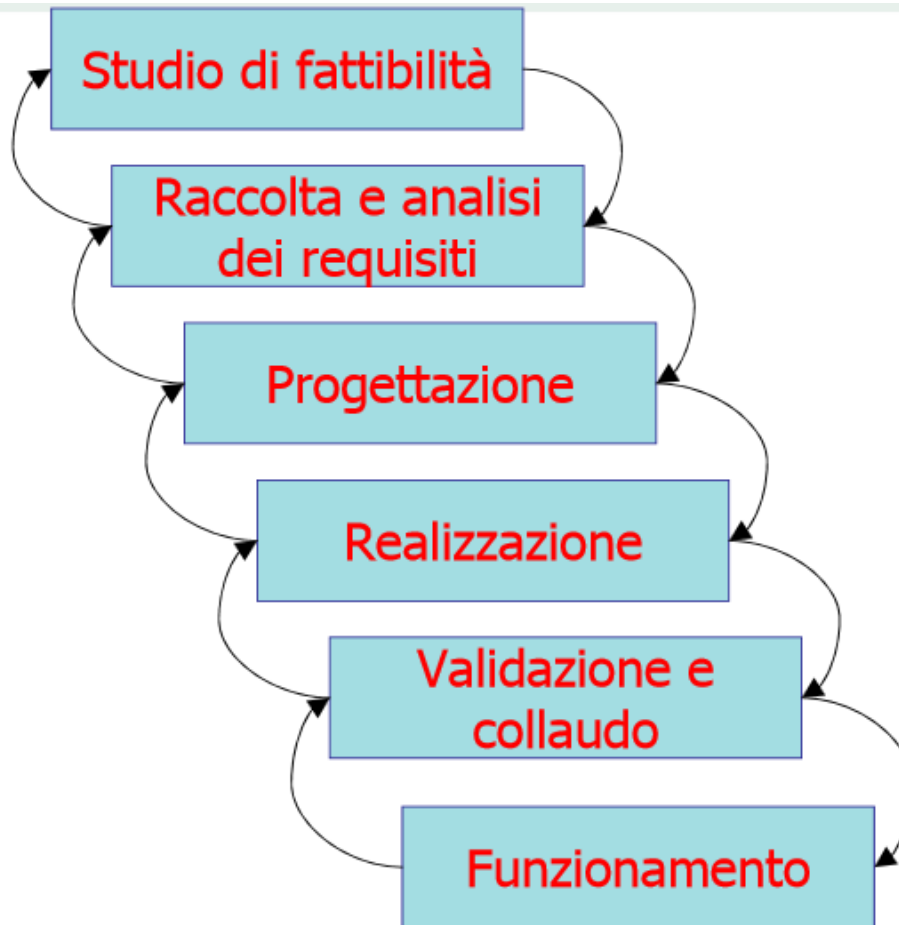 Studio di fattibilità
Raccolta e analisi
dei requisiti
Progettazione
Realizzazione
Validazione e
collaudo
Funzionamento